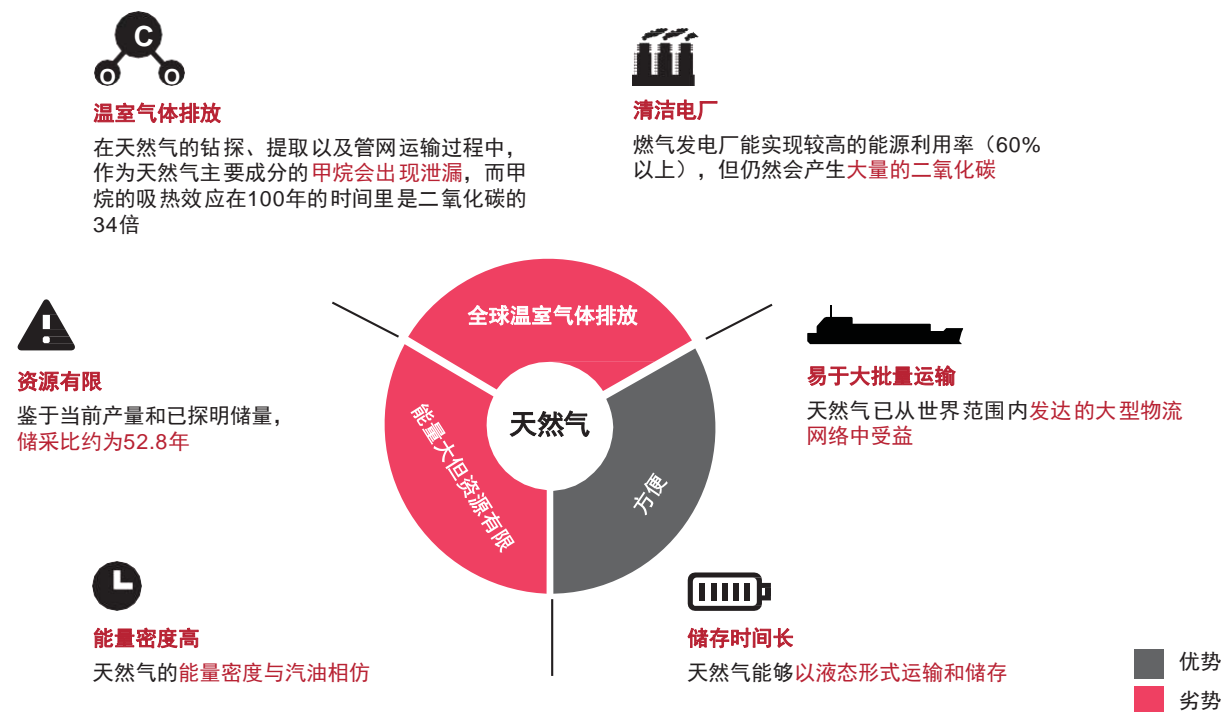 C
O O
温室气体排放
在天然气的钻探、提取以及管网运输过程中，
作为天然气主要成分的甲烷会出现泄漏，而甲
烷的吸热效应在100年的时间里是二氧化碳的
34倍
清洁电厂
燃气发电厂能实现较高的能源利用率（60%
以上），但仍然会产生大量的二氧化碳
全球温室气体排放
资源有限
鉴于当前产量和已探明储量，
储采比约为52.8年
易于大批量运输
天然气已从世界范围内发达的大型物流
网络中受益
天然气
能量大但资源有限
方便
能量密度高
天然气的能量密度与汽油相仿
储存时间长
天然气能够以液态形式运输和储存
优势
劣势